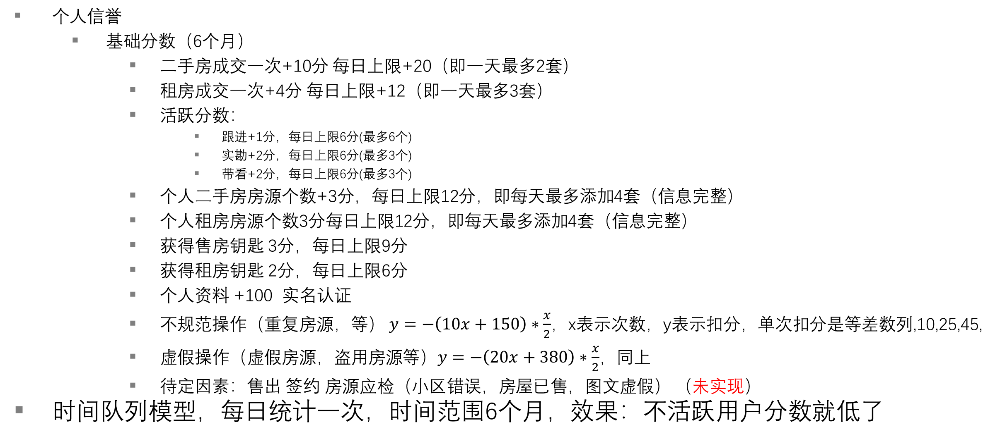 ▪ 个人信誉
▪ 基础分数（6个月）
▪ 二手房成交一次+10分 每日上限+20（即一天最多2套）
▪ 租房成交一次+4分 每日上限+12（即一天最多3套）
▪ 活跃分数：
▪ 跟进+1分，每日上限6分(最多6个)
▪ 实勘+2分，每日上限6分(最多3个)
▪ 带看+2分，每日上限6分(最多3个)
▪ 个人二手房房源个数+3分，每日上限12分，即每天最多添加4套（信息完整）
▪ 个人租房房源个数3分每日上限12分，即每天最多添加4套（信息完整）
▪ 获得售房钥匙 3分，每日上限9分
▪ 获得租房钥匙 2分，每日上限6分
▪ 个人资料 +100 实名认证
▪ 不规范操作（重复房源，等） y = −(10x + 150) ∗ x/2，x表示次数，y表示扣分，单次扣分是等差数列,10,25,45,
▪ 虚假操作（虚假房源，盗用房源等）y = −(20x + 380) ∗ x/2，同上
▪ 待定因素：售出 签约 房源应检（小区错误，房屋已售，图文虚假）（未实现）
▪ 时间队列模型，每日统计一次，时间范围6个月，效果：不活跃用户分数就低了